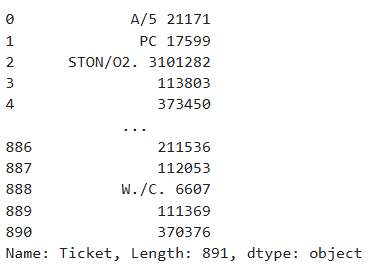 0 A/5 21171
1 PC 17599
2 STON/O2. 3101282
3 113803
4 373450
...
886 211536
887 112053
888 W./C. 6607
889 111369
890 370376
Name: Ticket, Length: 891, dtype: object